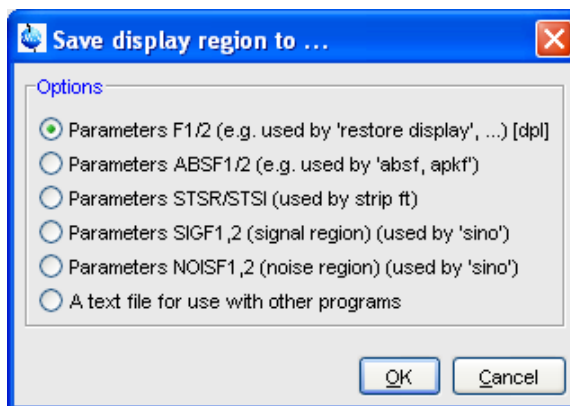 Save display region to ...
Options
Parameters F1/2 (e.g. used by 'restore display', ...) [dpl]
Parameters ABSF1/2 (e.g. used by 'absf, apkf')
Parameters STSR/STSI (used by strip ft)
Parameters SIGF1,2 (signal region) (used by 'sino')
Parameters NOISF1,2 (noise region) (used by 'sino')
A text file for use with other programs
OK Cancel